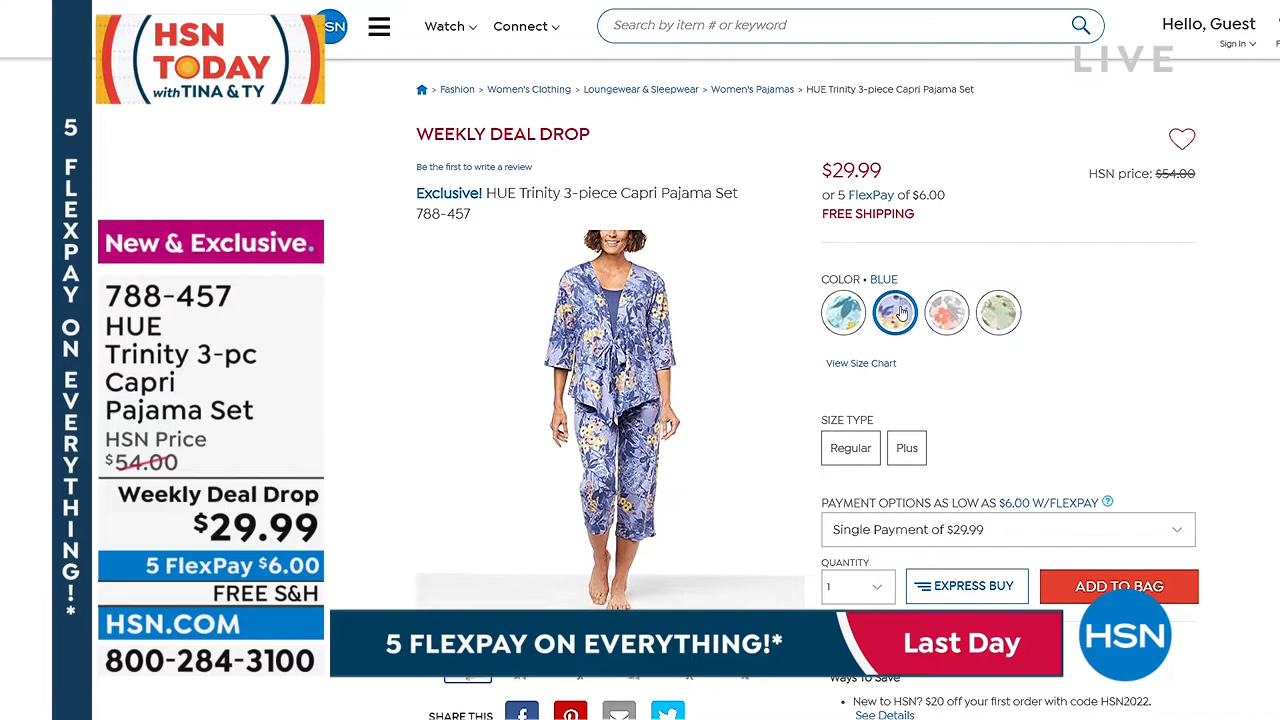 HSN
TODAY
with TINA & TY
5 FLEXPAY ON EVERYTHING!*
New & Exclusive.
788-457
HUE
Trinity 3-pc
Capri
Pajama Set
HSN Price
$54.00
Weekly Deal Drop
$29.99
5 FlexPay $6.00
FREE S&H
HSN.COM
800-284-3100
SN
Watch
Connect
Search by item # or keyword
Hello, Guest
Sign In
LIVE
> Fashion > Women's Clothing > Loungewear & Sleepwear > Women's Pajamas > HUE Trinity 3-piece Capri Pajama Set
WEEKLY DEAL DROP
Be the first to write a review
Exclusive! HUE Trinity 3-piece Capri Pajama Set
788-457
$29.99
HSN price: $54.00
or 5 FlexPay of $6.00
FREE SHIPPING
COLOR • BLUE
View Size Chart
SIZE TYPE
Regular
Plus
PAYMENT OPTIONS AS LOW AS $6.00 W/FLEXPAY ?
Single Payment of $29.99
QUANTITY
1
EXPRESS BUY
ADD TO BAG
5 FLEXPAY ON EVERYTHING!*
Last Day
HSN
Ways To Save
• New to HSN? $20 off your first order with code HSN2022.
See Details
SHARE THIS